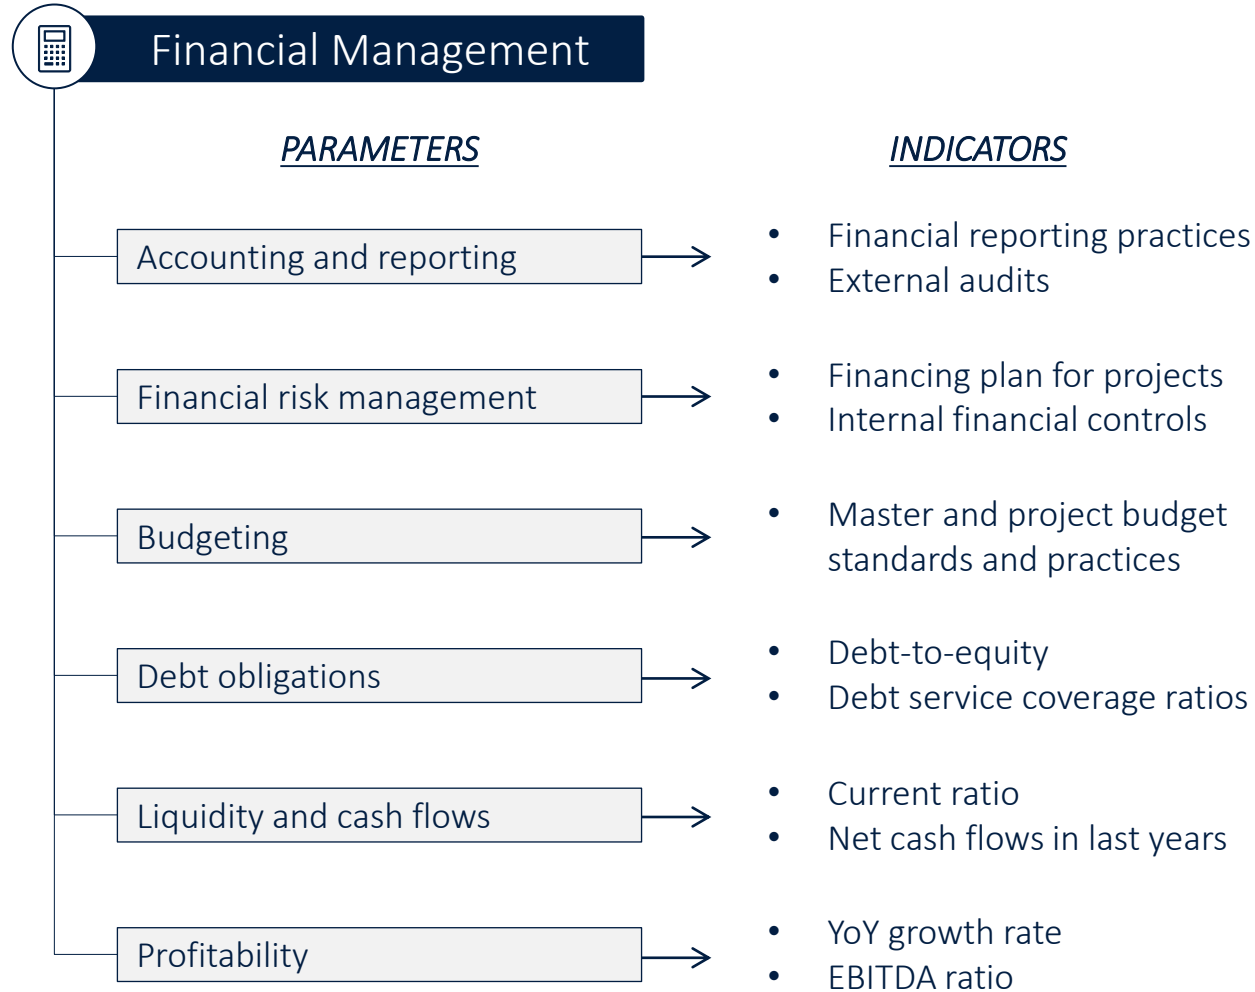 Financial Management
PARAMETERS
INDICATORS
Accounting and reporting
• Financial reporting practices
• External audits
Financial risk management
• Financing plan for projects
• Internal financial controls
Budgeting
• Master and project budget
standards and practices
Debt obligations
• Debt-to-equity
• Debt service coverage ratios
Liquidity and cash flows
• Current ratio
• Net cash flows in last years
Profitability
• YoY growth rate
• EBITDA ratio